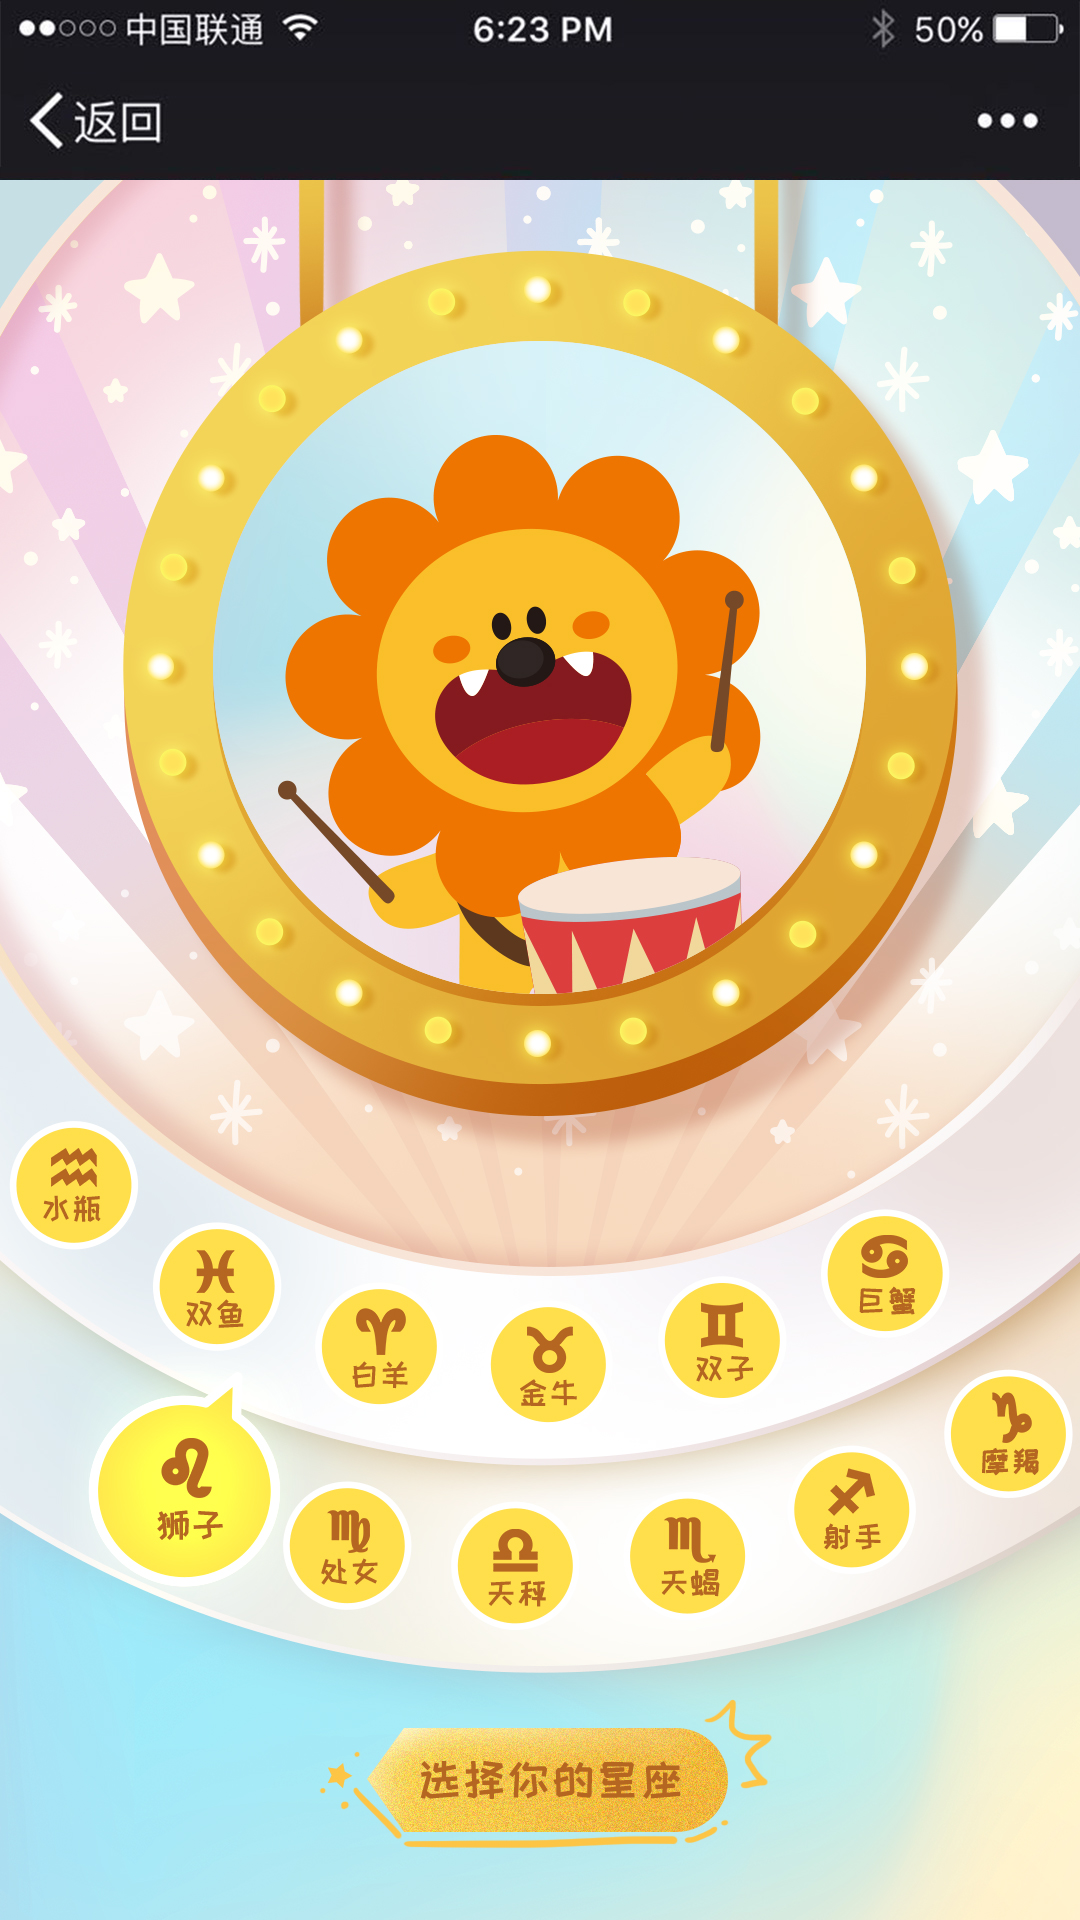 中国联通 6:23 PM 50%
返回
水瓶
双鱼
白羊
金牛
双子
巨蟹
狮子
处女
天秤
天蝎
射手
摩羯
选择你的星座